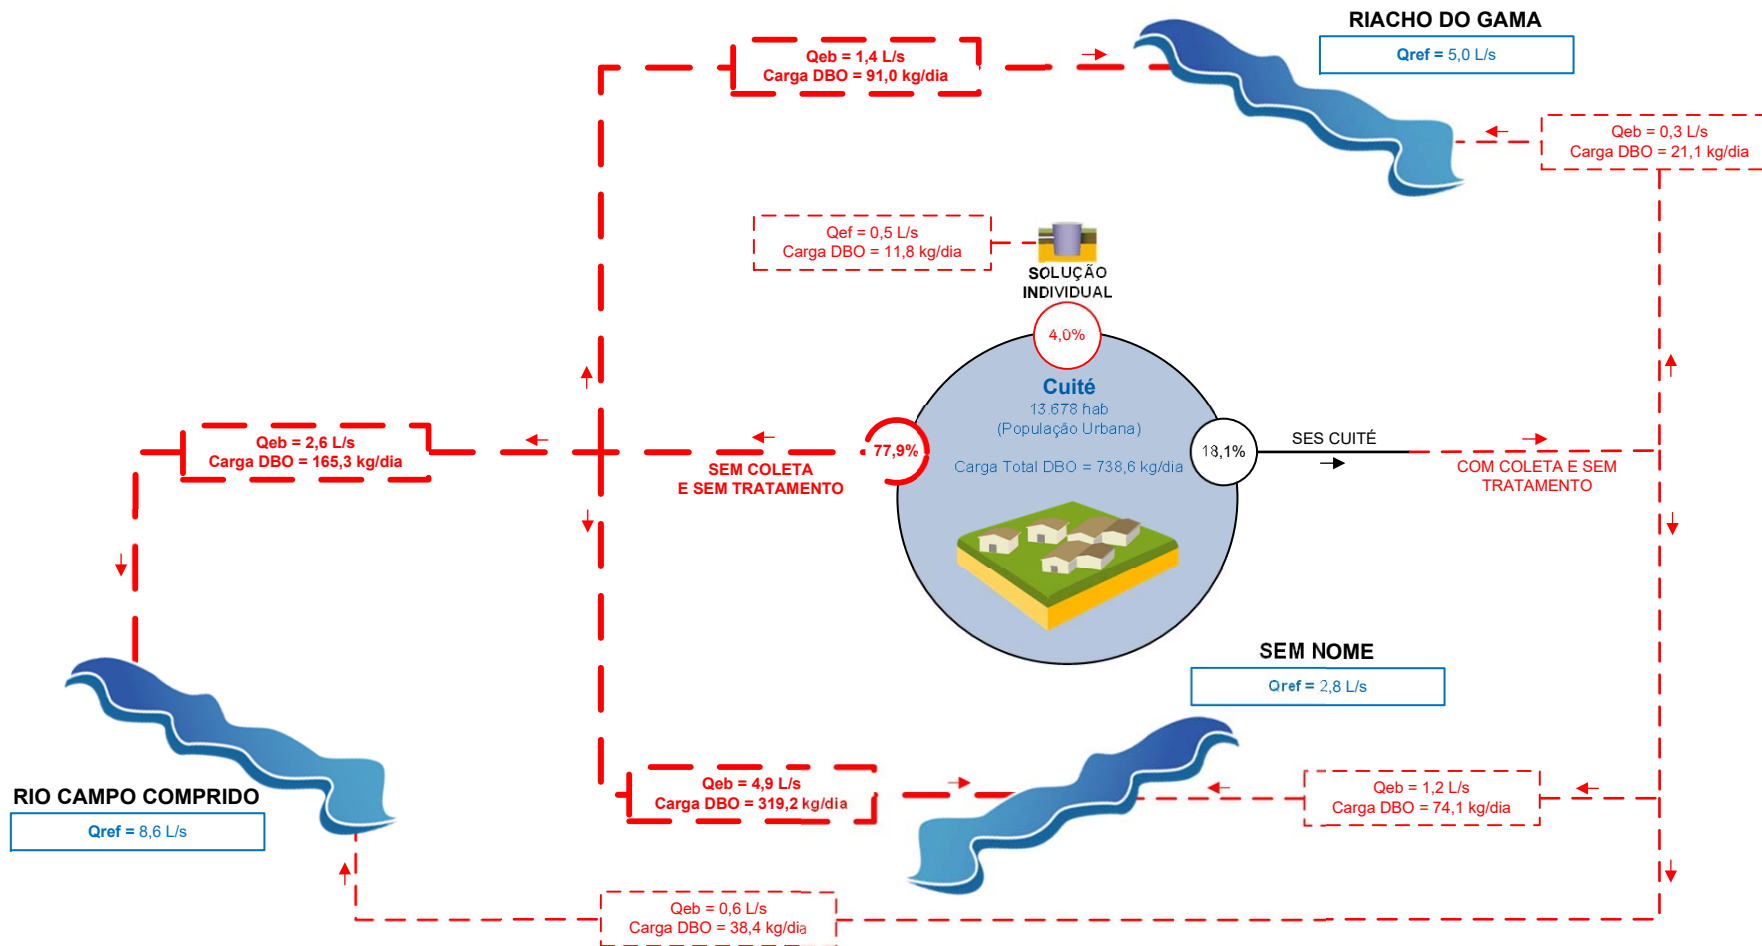 RIACHO DO GAMA
Qref = 5,0 L/s
Qeb = 1,4 L/s
Carga DBO = 91,0 kg/dia
Qeb = 0,3 L/s
Carga DBO = 21,1 kg/dia
Qef = 0,5 L/s
Carga DBO = 11,8 kg/dia
SOLUÇÃO
INDIVIDUAL
4,0%
Cuité
13.678 hab
(População Urbana)
Carga Total DBO = 738,6 kg/dia
77,9%
18,1%
SES CUITÉ
COM COLETA E SEM
TRATAMENTO
SEM COLETA
E SEM TRATAMENTO
Qeb = 2,6 L/s
Carga DBO = 165,3 kg/dia
SEM NOME
Qref = 2,8 L/s
Qeb = 4,9 L/s
Carga DBO = 319,2 kg/dia
Qeb = 1,2 L/s
Carga DBO = 74,1 kg/dia
RIO CAMPO COMPRIDO
Qref = 8,6 L/s
Qeb = 0,6 L/s
Carga DBO = 38,4 kg/dia